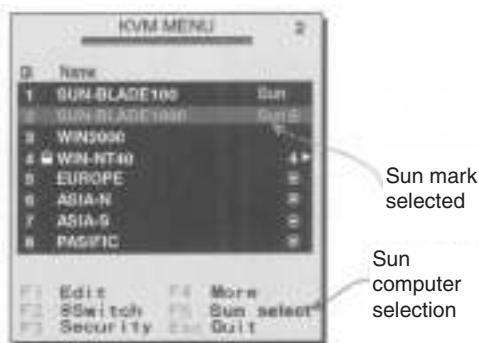 KVM MENU 2
Name
1 SUN-BLADE100 Sun
2 SUN-BLADE1000 Sun
3 WIN2000
4 WIN-NT40 4
5 EUROPE
6 ASIA-N
7 ASIA-S
8 PASIFIC
Sun mark
selected
Sun
computer
selection
F1 Edit F4 More
F2 8Switch F5 Sun select
F3 Security Esc Quit